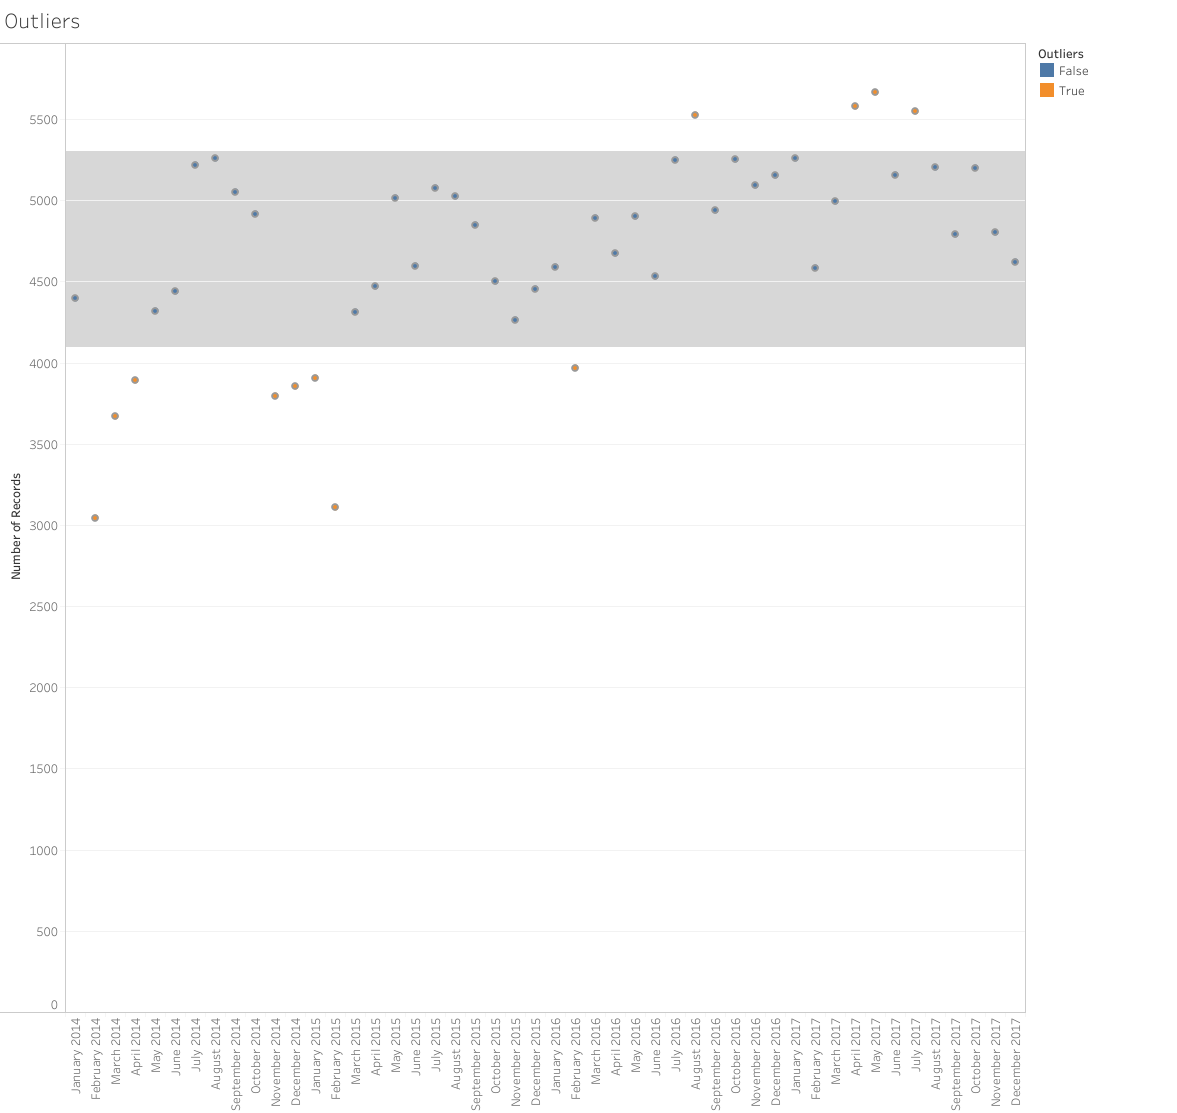 Outliers
Outliers
False
True
5500
5000
4500
4000
3500
3000
2500
2000
1500
1000
500
0
Number of Records
January 2014
February 2014
March 2014
April 2014
May 2014
June 2014
July 2014
August 2014
September 2014
October 2014
November 2014
December 2014
January 2015
February 2015
March 2015
April 2015
May 2015
June 2015
July 2015
August 2015
September 2015
October 2015
November 2015
December 2015
January 2016
February 2016
March 2016
April 2016
May 2016
June 2016
July 2016
August 2016
September 2016
October 2016
November 2016
December 2016
January 2017
February 2017
March 2017
April 2017
May 2017
June 2017
July 2017
August 2017
September 2017
October 2017
November 2017
December 2017